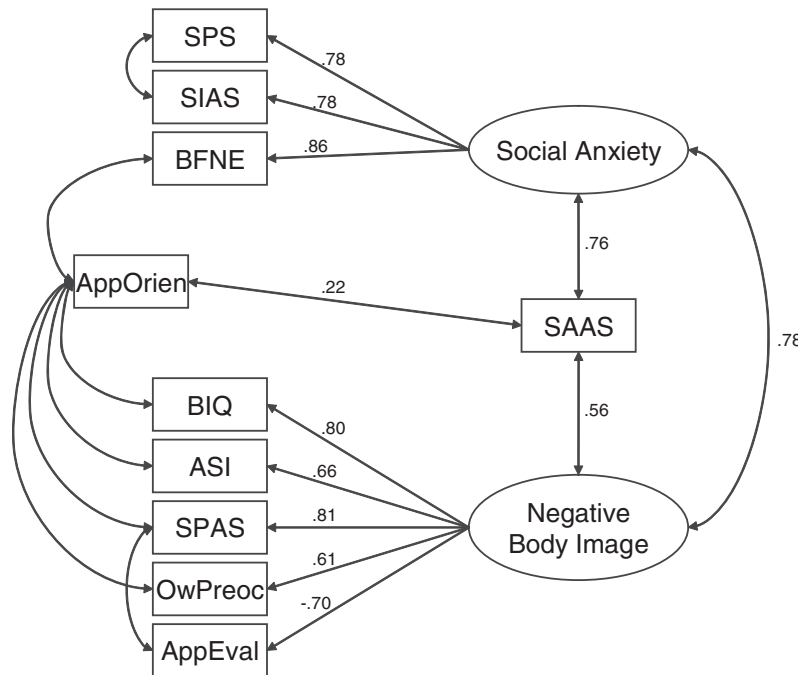 SPS
.78
SIAS
.78
BFNE
.86
Social Anxiety
.76
AppOrien
.22
SAAS
.78
.56
BIQ
.80
ASI
.66
SPAS
.81
Negative
Body Image
OwPreoc
.61
-.70
AppEval